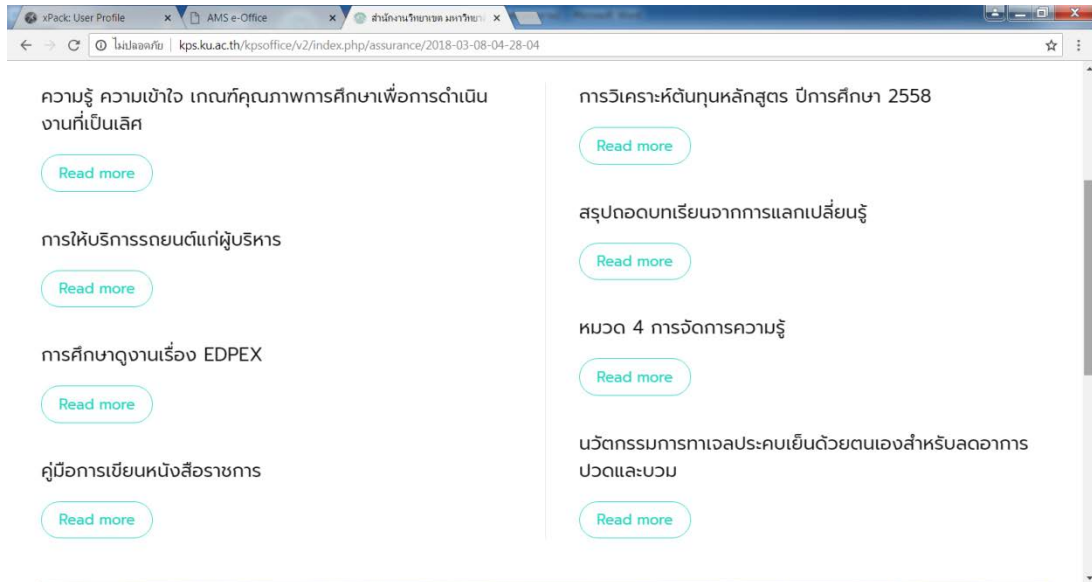 xPack: User Profile
AMS e-Office
สำนักงานวิทยาเขต มหาวิทยา
ไม่ปลอดภัย | kps.ku.ac.th/kpsoffice/v2/index.php/assurance/2018-03-08-04-28-04
ความรู้ ความเข้าใจ เกณฑ์คุณภาพการศึกษาเพื่อการดำเนิน
งานที่เป็นเลิศ
Read more
การให้บริการรถยนต์แก่ผู้บริหาร
Read more
การศึกษาดูงานเรื่อง EDPEX
Read more
คู่มือการเขียนหนังสือราชการ
Read more
การวิเคราะห์ต้นทุนหลักสูตร ปีการศึกษา 2558
Read more
สรุปถอดบทเรียนจากการแลกเปลี่ยนรู้
Read more
หมวด 4 การจัดการความรู้
Read more
นวัตกรรมการทาเจลประคบเย็นด้วยตนเองสำหรับลดอาการ
ปวดและบวม
Read more